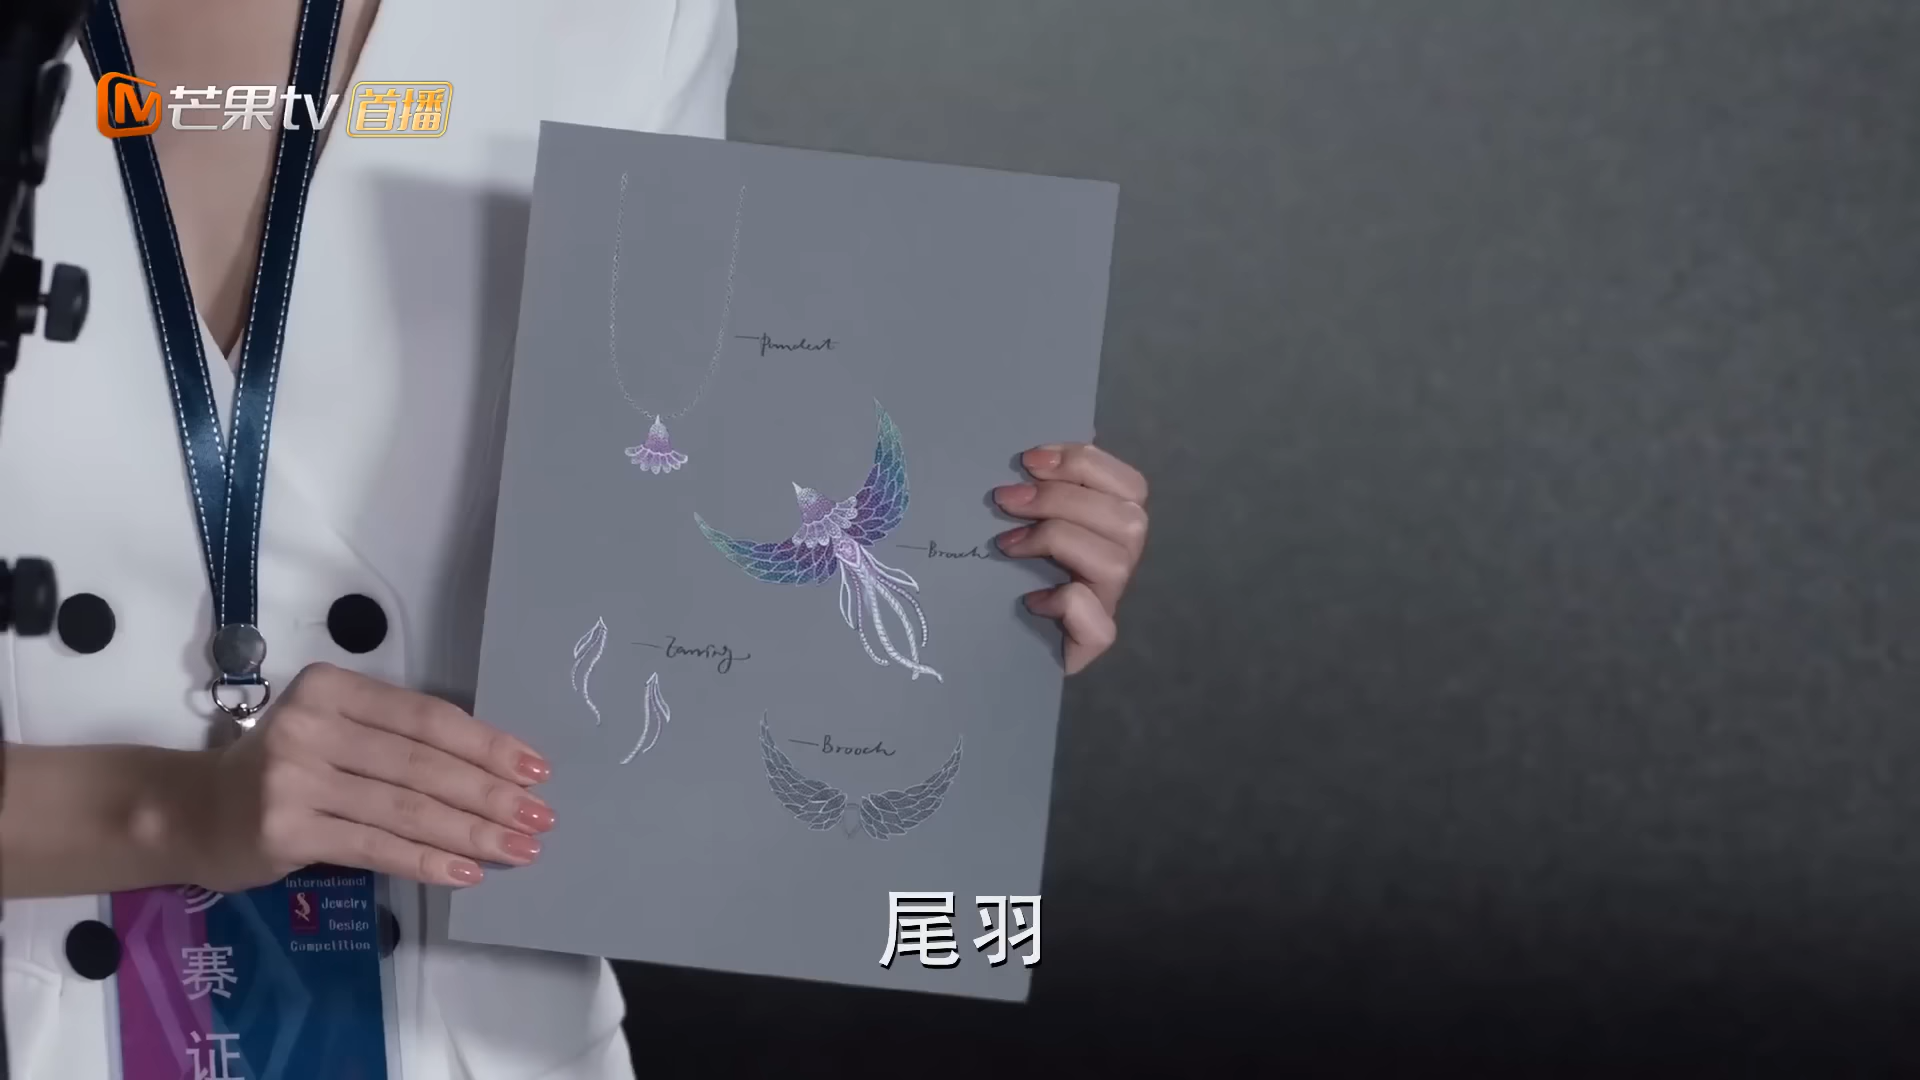 芒果tv 首播
Pendant
Brooch
Earring
Brooch
尾羽
International
Jewelry
Design
Competition
参
赛
证